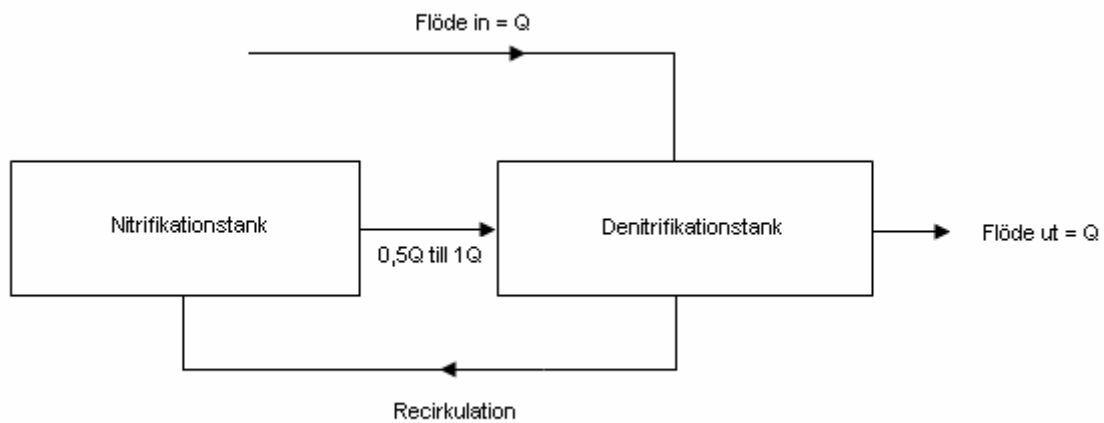 Flöde in = Q
Nitrifikationstank
Denitrifikationstank
0,5Q till 1Q
Flöde ut = Q
Recirkulation